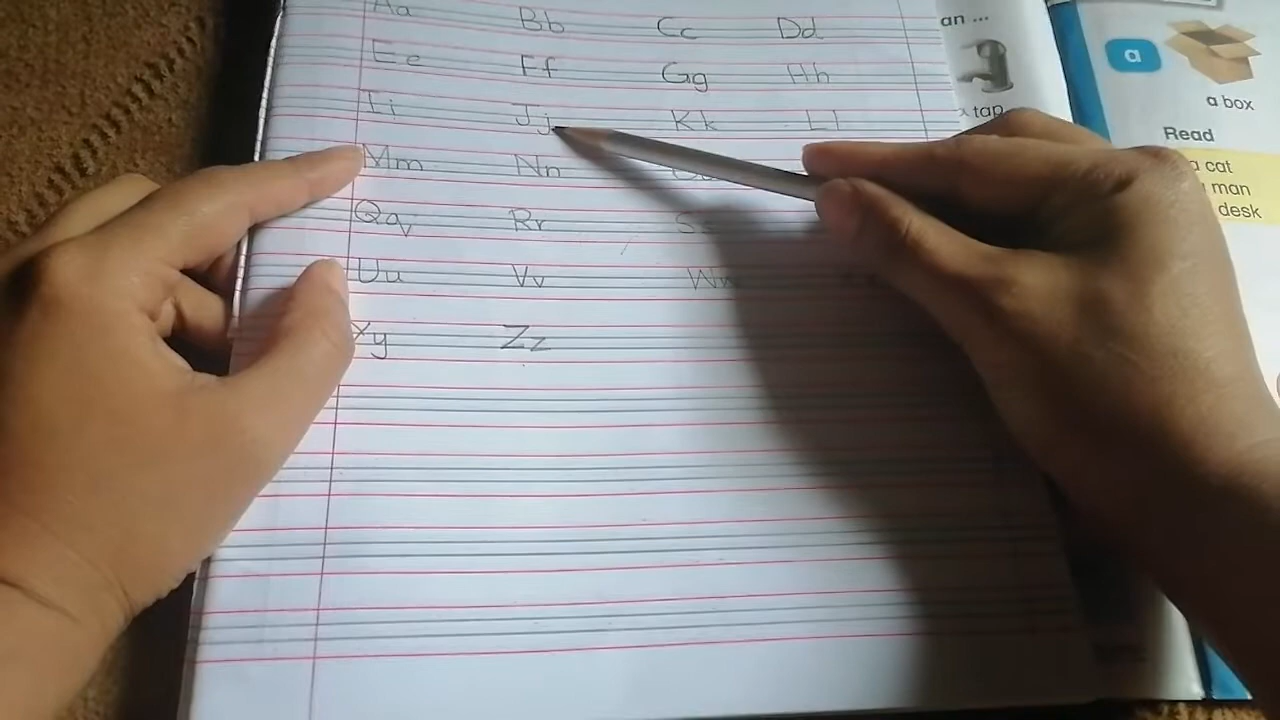 Aa Bb Cc Dd
Ee Ff Gg Hh
Ii Jj Kk Ll
Mm Nn
Qq Rr
Uu Vv Ww
Yy Zz
an ...
a tap
a
a box
Read
a cat
man
desk